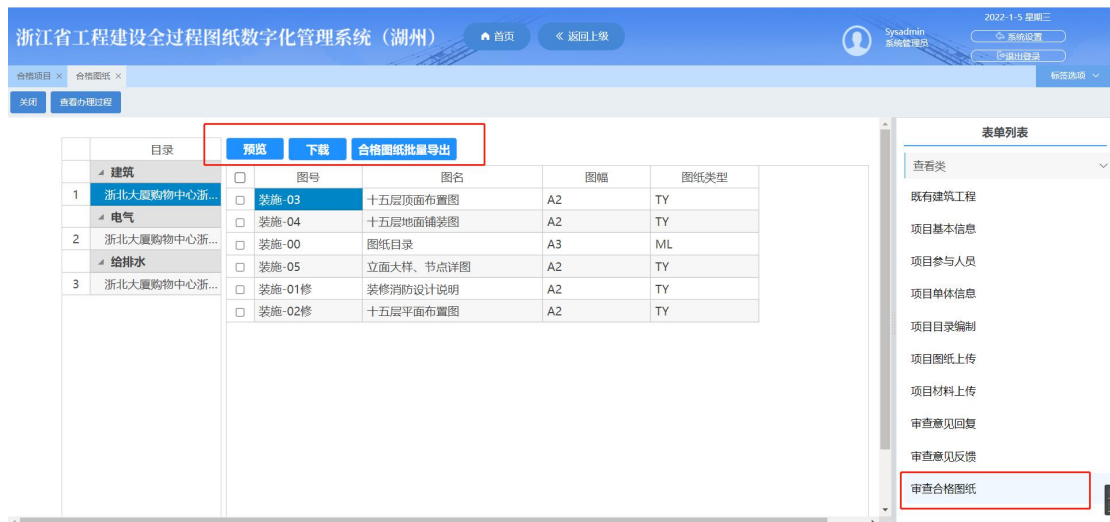 2022-1-5 星期三
浙江省工程建设全过程图纸数字化管理系统（湖州） 首页 返回上级 Sysadmin 系统设置
系统管理员 退出登录
合格项目 × 合格图纸 × 标签选项
关闭 查看办理过程
表单列表
目录 预览 下载 合格图纸批量导出
查看类
建筑 图号 图名 图幅 图纸类型
1 浙北大厦购物中心浙... 装施-03 十五层顶面布置图 A2 TY
既有建筑工程
电气 装施-04 十五层地面铺装图 A2 TY
项目基本信息
2 浙北大厦购物中心浙... 装施-00 图纸目录 A3 ML
给排水 装施-05 立面大样、节点详图 A2 TY
项目参与人员
3 浙北大厦购物中心浙... 装施-01修 装修消防设计说明 A2 TY
项目单体信息
装施-02修 十五层平面布置图 A2 TY
项目目录编制
项目图纸上传
项目材料上传
审查意见回复
审查意见反馈
审查合格图纸